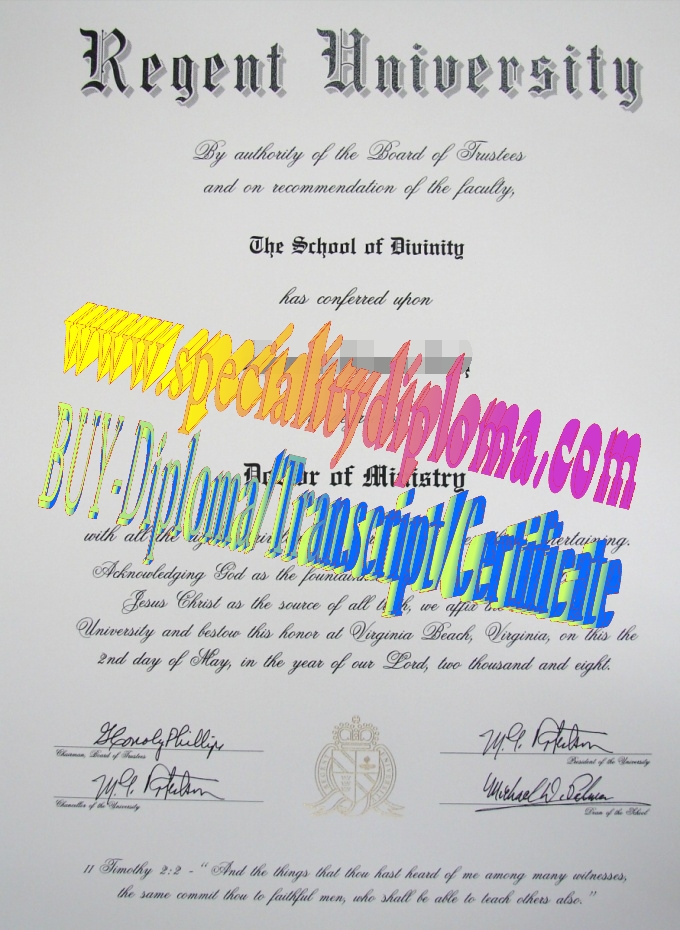 Regent University
By authority of the Board of Trustees
and on recommendation of the faculty,
The School of Divinity
has conferred upon
www.specialitydiploma.com
BUY-Diploma/Transcript/Certificate
Doctor of Ministry
with all the
Acknowledging God as the
Jesus Christ as the source of all we affix
University and bestow this honor at Virginia Beach, Virginia, on this the
2nd day of May, in the year of our Lord, two thousand and eight.
Chairman, Board of Trustees
President of the University
Chancellor of the University
Dean of the School
11 Timothy 2:2 - “ And the things that thou hast heard of me among many witnesses,
the same commit thou to faithful men, who shall be able to teach others also.”